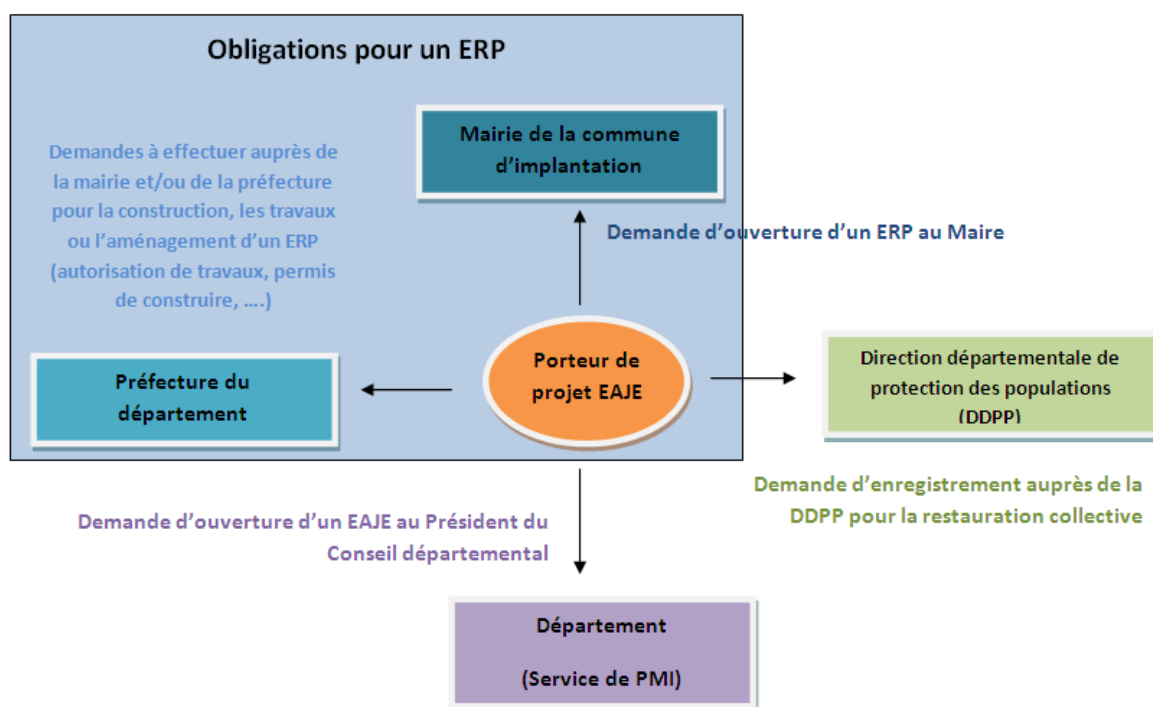 Obligations pour un ERP
Mairie de la commune
d'implantation
Demandes à effectuer auprès de
la mairie et/ou de la préfecture
pour la construction, les travaux
ou l'aménagement d'un ERP
(autorisation de travaux, permis
de construire, ….)
Demande d'ouverture d'un ERP au Maire
Préfecture du
département
Porteur de
projet EAJE
Direction départementale de
protection des populations
(DDPP)
Demande d'enregistrement auprès de la
DDPP pour la restauration collective
Demande d'ouverture d'un EAJE au Président du
Conseil départemental
Département
(Service de PMI)